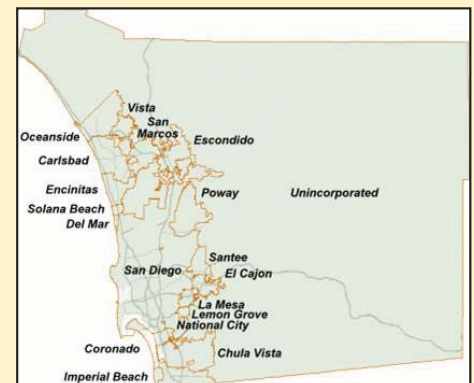 Vista
San
Marcos
Oceanside
Escondido
Carlsbad
Encinitas
Poway
Unincorporated
Solana Beach
Del Mar
Santee
San Diego
El Cajon
La Mesa
Lemon Grove
National City
Coronado
Chula Vista
Imperial Beach